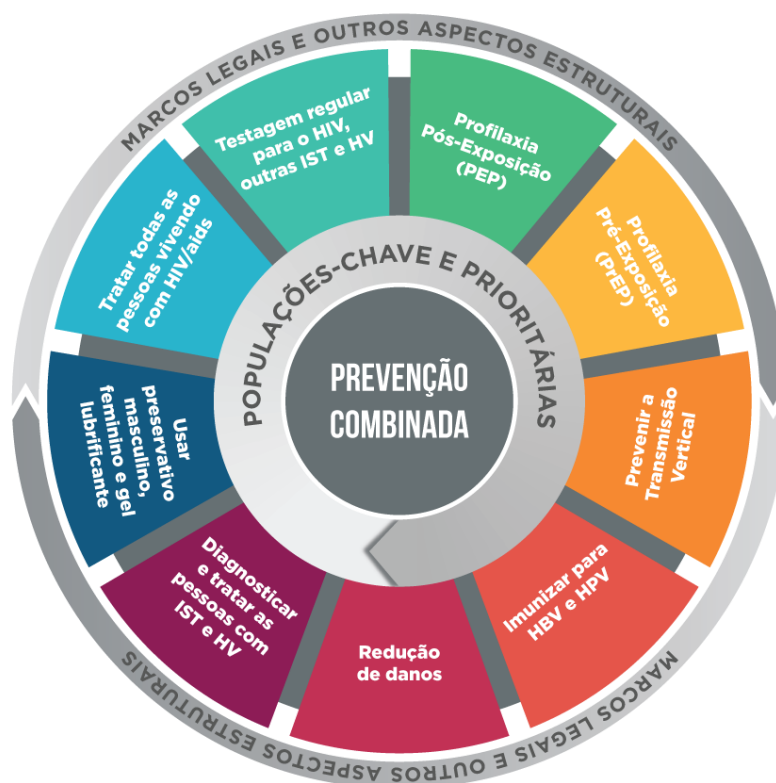 MARCOS LEGAIS E OUTROS ASPECTOS ESTRUTURAIS
Testagem regular
para o HIV,
outras IST e HV
Profilaxia
Pós-Exposição
(PEP)
Profilaxia
Pré-Exposição
(PrEP)
Prevenir a
Transmissão
Vertical
Imunizar para
HBV e HPV
Redução
de danos
Diagnosticar
e tratar as
pessoas com
IST e HV
Usar
preservativo
masculino,
feminino e gel
lubrificante
Tratar todas as
pessoas vivendo
com HIV/aids
POPULAÇÕES-CHAVE E PRIORITÁRIAS
PREVENÇÃO
COMBINADA
MARCOS LEGAIS E OUTROS ASPECTOS ESTRUTURAIS